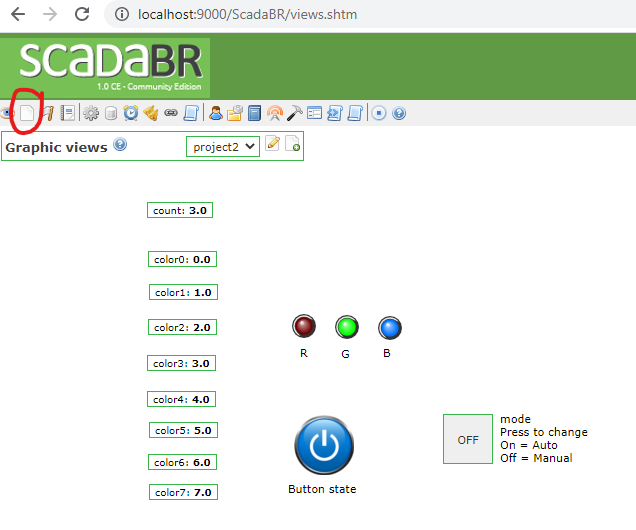 localhost:9000/ScadaBR/views.shtm
scadaBR
1.0 CE - Community Edition
Graphic views
project2
count: 3.0
color0: 0.0
color1: 1.0
color2: 2.0
color3: 3.0
color4: 4.0
color5: 5.0
color6: 6.0
color7: 7.0
R G B
Button state
OFF
mode
Press to change
On = Auto
Off = Manual